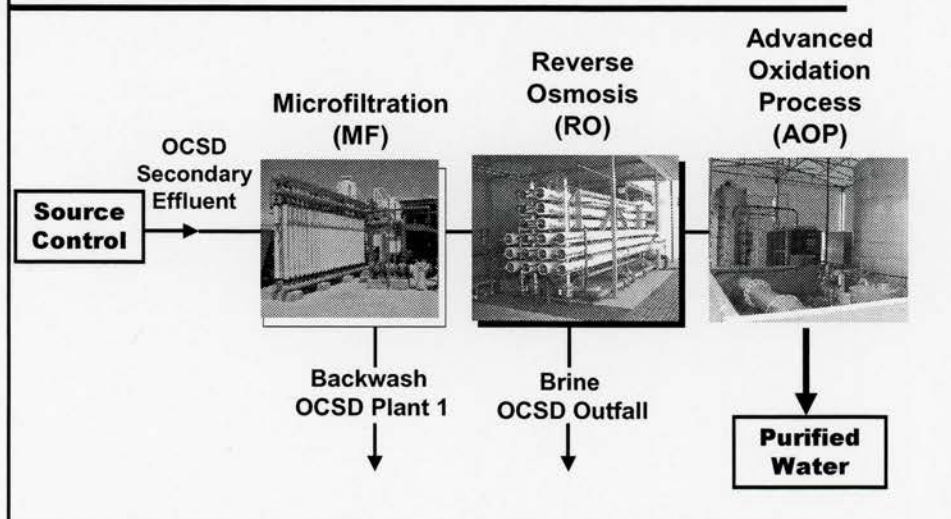 Source
Control
OCSD
Secondary
Effluent
Microfiltration
(MF)
Reverse
Osmosis
(RO)
Advanced
Oxidation
Process
(AOP)
Backwash
OCSD Plant 1
Brine
OCSD Outfall
Purified
Water